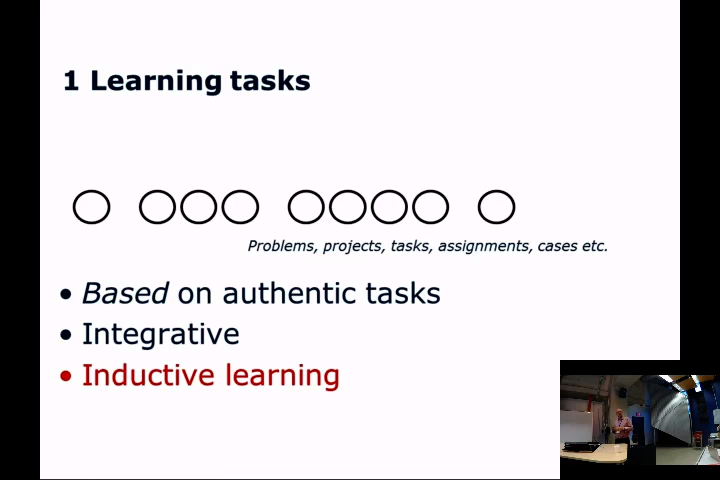 1 Learning tasks
Problems, projects, tasks, assignments, cases etc.
• Based on authentic tasks
• Integrative
• Inductive learning